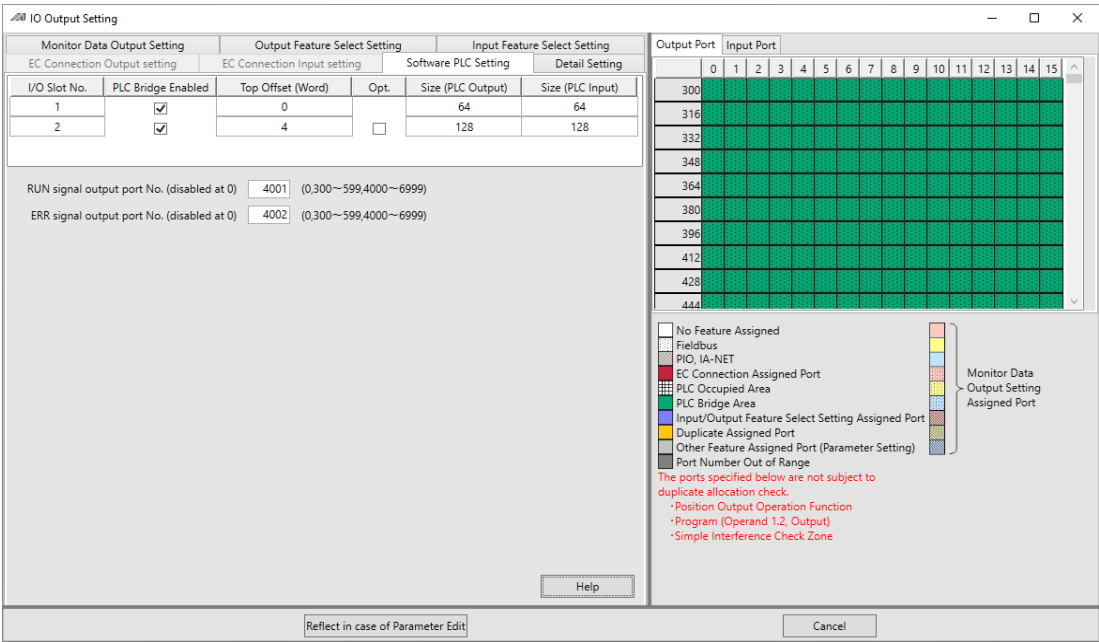 IO Output Setting
Monitor Data Output Setting Output Feature Select Setting Input Feature Select Setting
EC Connection Output setting EC Connection Input setting Software PLC Setting Detail Setting
I/O Slot No. PLC Bridge Enabled Top Offset (Word) Opt. Size (PLC Output) Size (PLC Input)
1 0 64 64
2 4 128 128
RUN signal output port No. (disabled at 0) 4001 (0,300~599,4000~6999)
ERR signal output port No. (disabled at 0) 4002 (0,300~599,4000~6999)
Help
Output Port Input Port
0 1 2 3 4 5 6 7 8 9 10 11 12 13 14 15
300
316
332
348
364
380
396
412
428
444
No Feature Assigned
Fieldbus
PIO, IA-NET
EC Connection Assigned Port
PLC Occupied Area
PLC Bridge Area
Input/Output Feature Select Setting Assigned Port
Duplicate Assigned Port
Other Feature Assigned Port (Parameter Setting)
Port Number Out of Range
Monitor Data
Output Setting
Assigned Port
The ports specified below are not subject to
duplicate allocation check.
・Position Output Operation Function
・Program (Operand 1.2, Output)
・Simple Interference Check Zone
Reflect in case of Parameter Edit Cancel